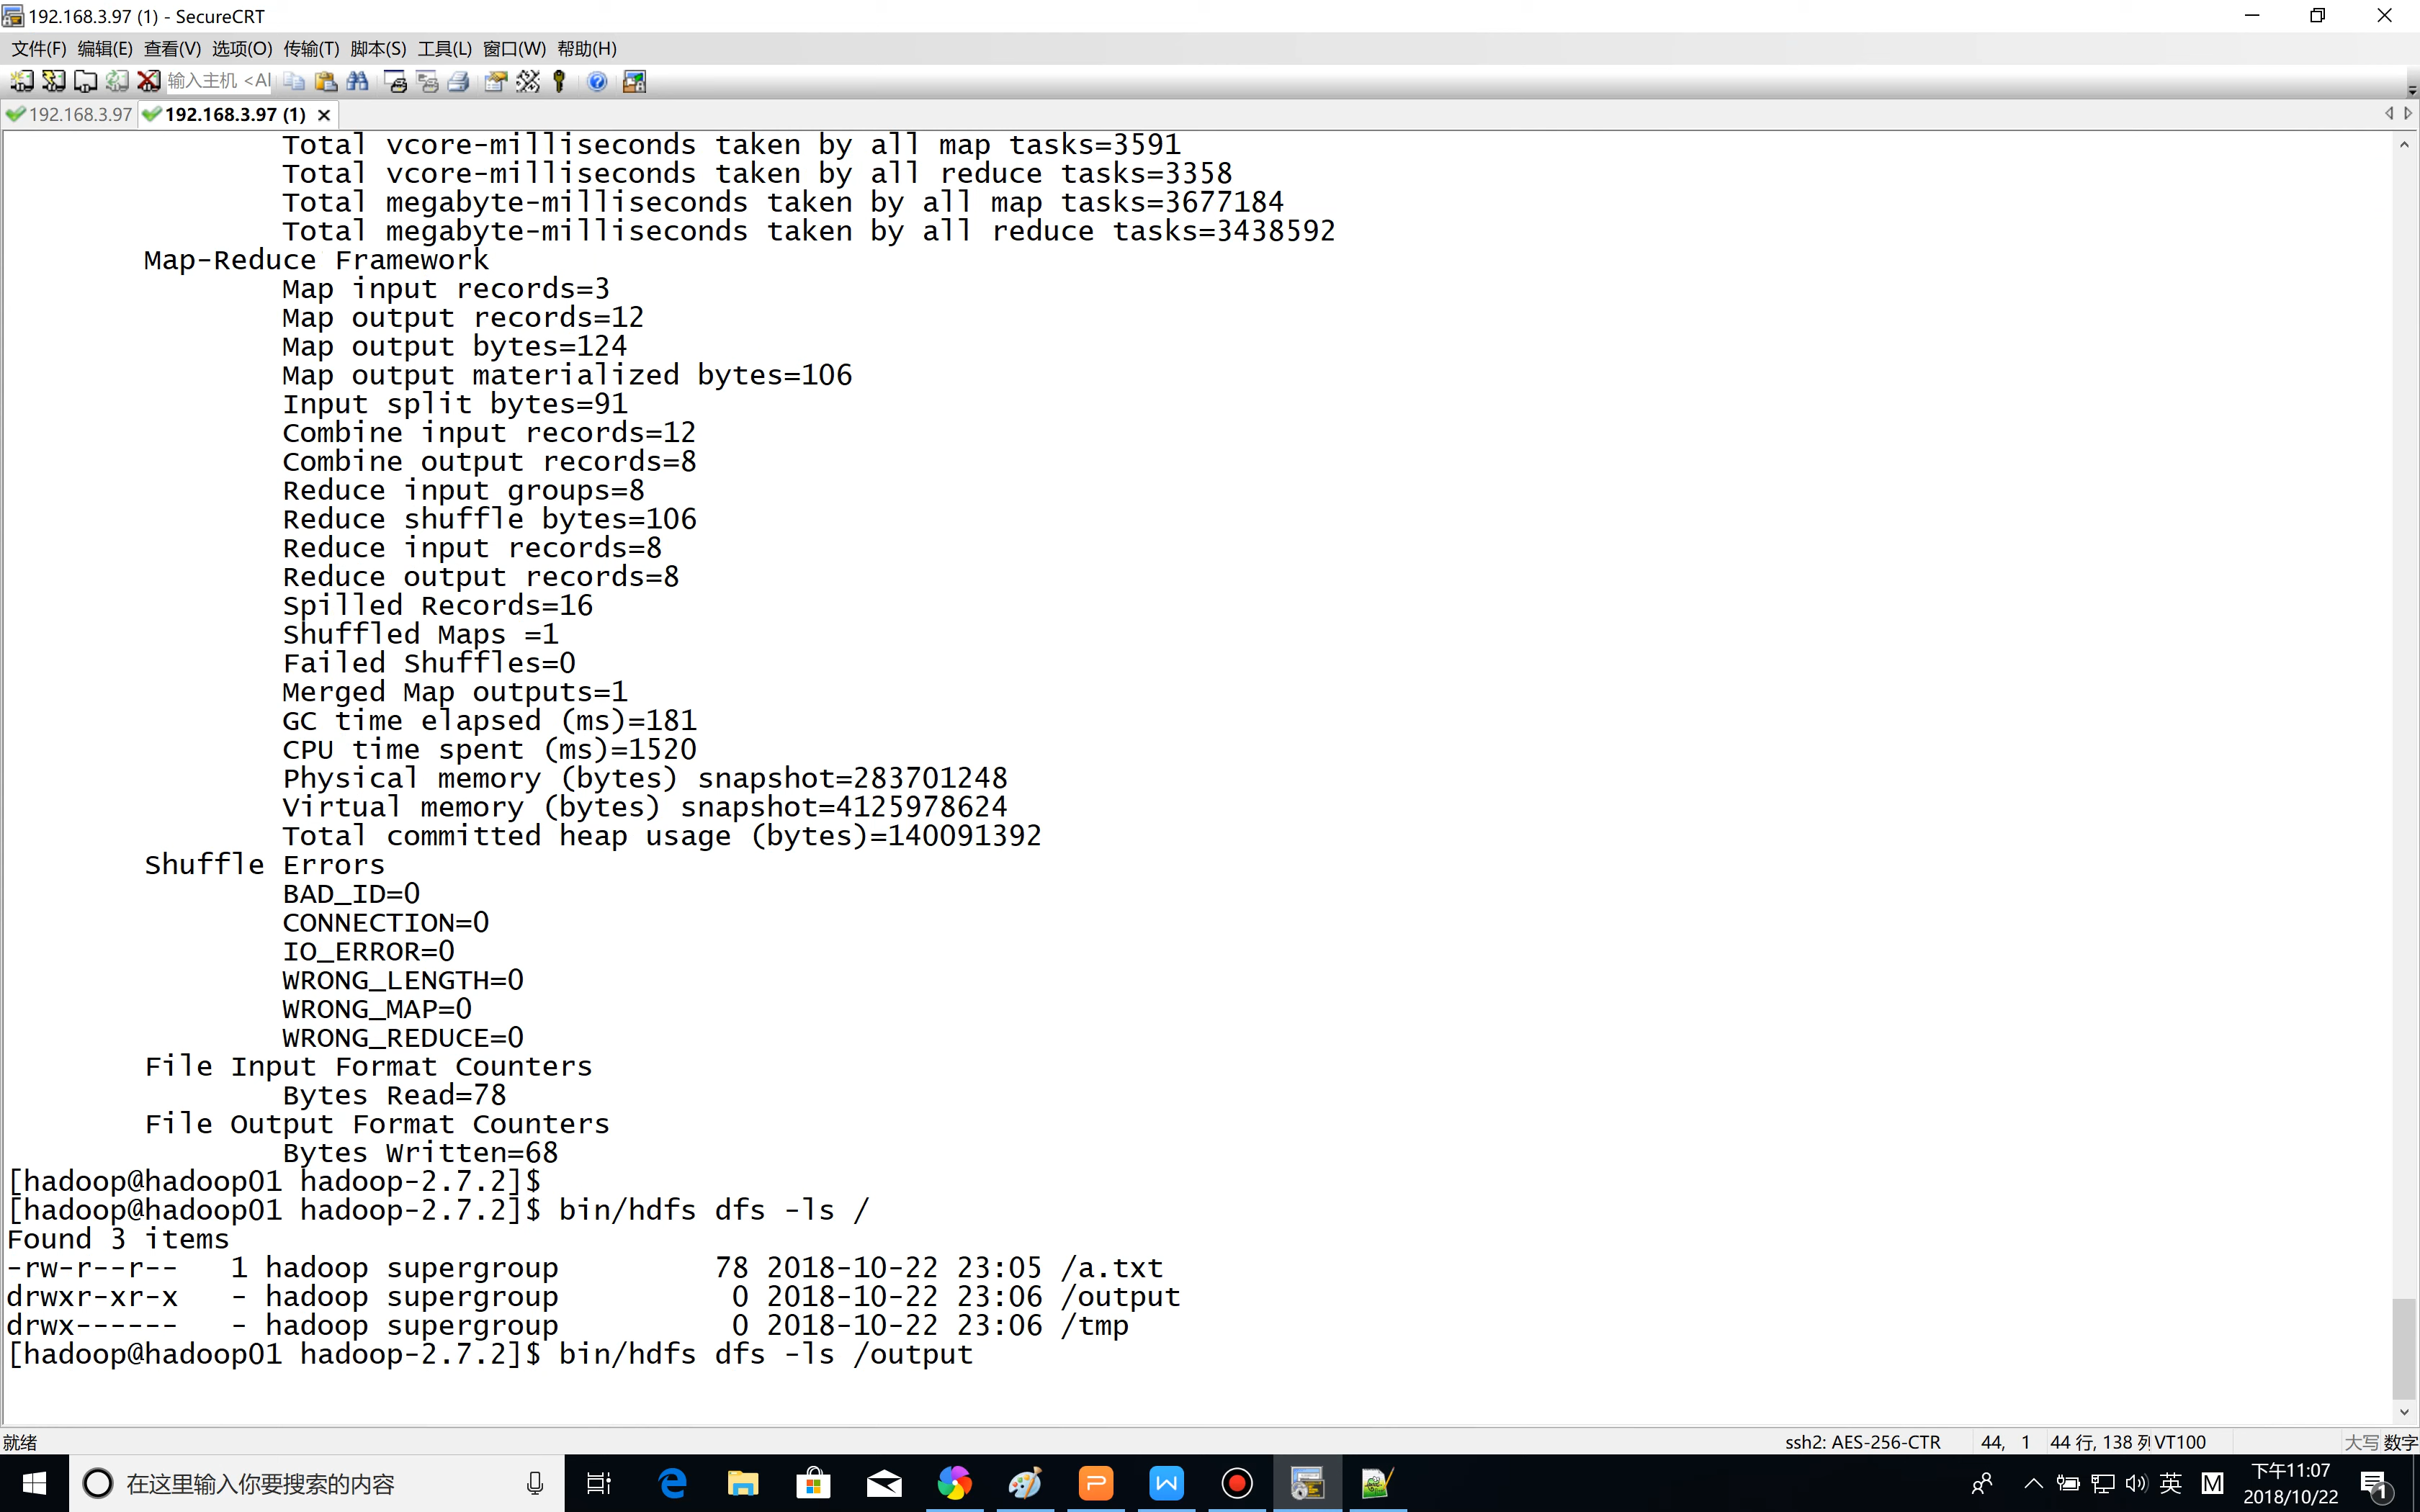 192.168.3.97 (1) - SecureCRT
文件(F) 编辑(E) 查看(V) 选项(O) 传输(T) 脚本(S) 工具(L) 窗口(W) 帮助(H)
输入主机 <Al
192.168.3.97 192.168.3.97 (1)
Total vcore-milliseconds taken by all map tasks=3591
Total vcore-milliseconds taken by all reduce tasks=3358
Total megabyte-milliseconds taken by all map tasks=3677184
Total megabyte-milliseconds taken by all reduce tasks=3438592
Map-Reduce Framework
Map input records=3
Map output records=12
Map output bytes=124
Map output materialized bytes=106
Input split bytes=91
Combine input records=12
Combine output records=8
Reduce input groups=8
Reduce shuffle bytes=106
Reduce input records=8
Reduce output records=8
Spilled Records=16
Shuffled Maps =1
Failed Shuffles=0
Merged Map outputs=1
GC time elapsed (ms)=181
CPU time spent (ms)=1520
Physical memory (bytes) snapshot=283701248
Virtual memory (bytes) snapshot=4125978624
Total committed heap usage (bytes)=140091392
Shuffle Errors
BAD_ID=0
CONNECTION=0
IO_ERROR=0
WRONG_LENGTH=0
WRONG_MAP=0
WRONG_REDUCE=0
File Input Format Counters
Bytes Read=78
File Output Format Counters
Bytes Written=68
[hadoop@hadoop01 hadoop-2.7.2]$
[hadoop@hadoop01 hadoop-2.7.2]$ bin/hdfs dfs -ls /
Found 3 items
-rw-r--r--   1 hadoop supergroup         78 2018-10-22 23:05 /a.txt
drwxr-xr-x   - hadoop supergroup          0 2018-10-22 23:06 /output
drwx------   - hadoop supergroup          0 2018-10-22 23:06 /tmp
[hadoop@hadoop01 hadoop-2.7.2]$ bin/hdfs dfs -ls /output
就绪 ssh2: AES-256-CTR 44, 1 44 行, 138 列 VT100 大写 数字
在这里输入你要搜索的内容 英 M 下午11:07
2018/10/22 1